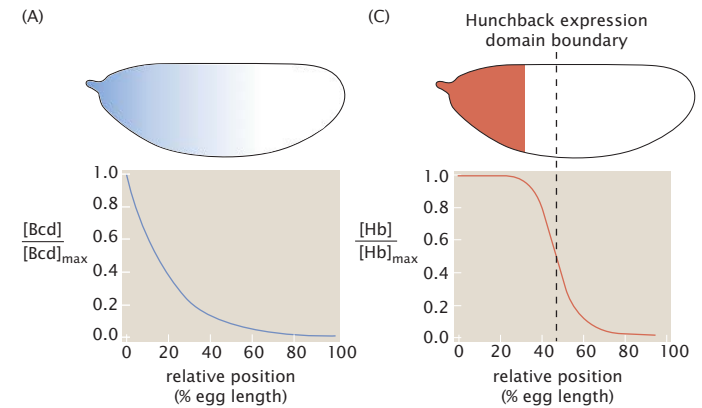 (A)
[Bcd]
[Bcd]max
1.0
0.8
0.6
0.4
0.2
0.0
0 20 40 60 80 100
relative position
(% egg length)
(C)
Hunchback expression
domain boundary
[Hb]
[Hb]max
1.0
0.8
0.6
0.4
0.2
0.0
0 20 40 60 80 100
relative position
(% egg length)